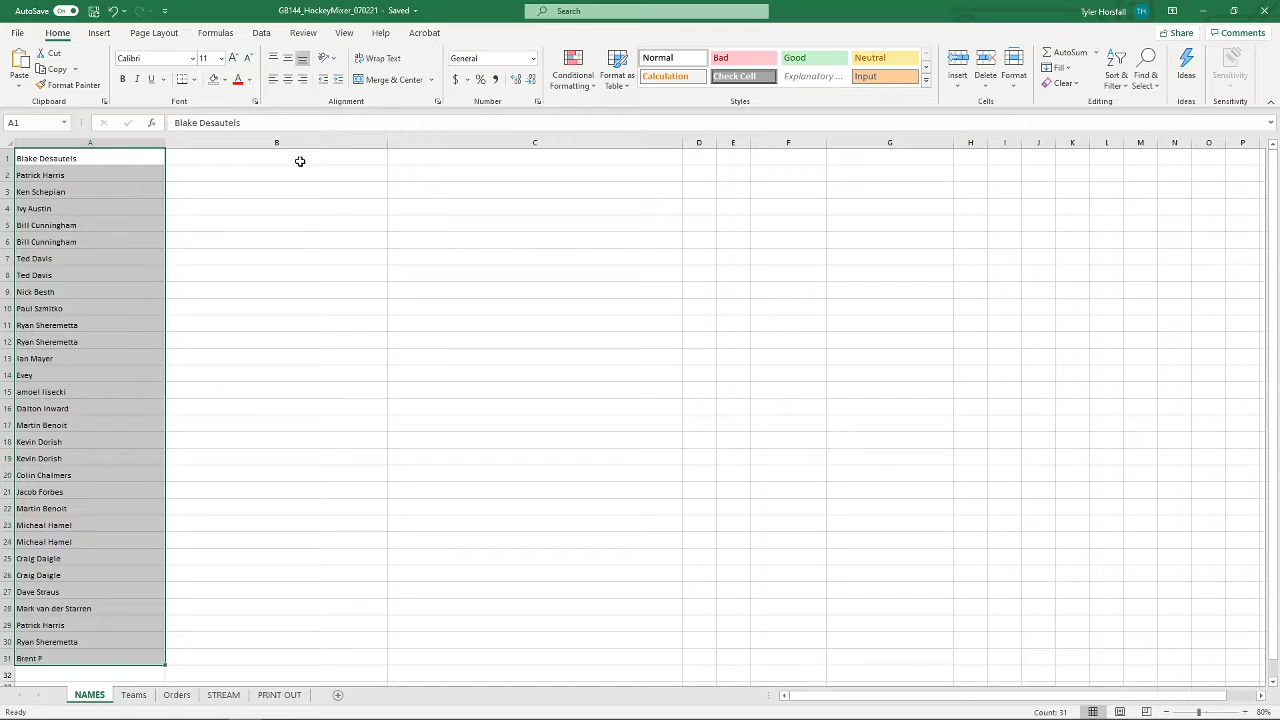 AutoSave On GB144_HockeyMixer_070221 - Saved Search Tyler Horsfall TH
File Home Insert Page Layout Formulas Data Review View Help Acrobat Share Comments
Paste Cut Copy Format Painter Clipboard
Calibri 11 B I U A Font
Wrap Text Merge & Center Alignment
General $ % Number
Conditional Formatting Format as Table
Normal Bad Good Neutral
Calculation Check Cell Explanatory ... Input
Styles
Insert Delete Format Cells
AutoSum Fill Clear Sort & Filter Find & Select Editing
Ideas Ideas
Sensitivity Sensitivity
A1 fx Blake Desautels
A B C D E F G H I J K L M N O P
1 Blake Desautels
2 Patrick Harris
3 Ken Schepian
4 Ivy Austin
5 Bill Cunningham
6 Bill Cunningham
7 Ted Davis
8 Ted Davis
9 Nick Besth
10 Paul Szmitko
11 Ryan Sheremetta
12 Ryan Sheremetta
13 Ian Mayer
14 Evey
15 amoel lisecki
16 Dalton Inward
17 Martin Benoit
18 Kevin Dorish
19 Kevin Dorish
20 Colin Chalmers
21 Jacob Forbes
22 Martin Benoit
23 Micheal Hamel
24 Micheal Hamel
25 Craig Daigle
26 Craig Daigle
27 Dave Straus
28 Mark van der Starren
29 Patrick Harris
30 Ryan Sheremetta
31 Brent P
32
NAMES Teams Orders STREAM PRINT OUT
Ready Count: 31 80%